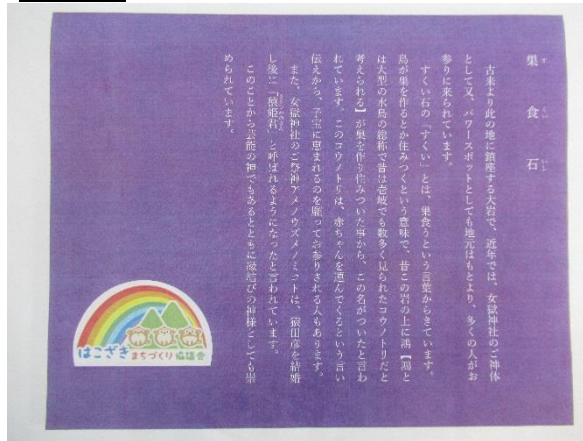 巣食石
す くい いし
古来より此の地に鎮座する大岩で、近年では、女嶽神社のご神体
として又、パワースポットとしても地元はもとより、多くの人がお
参りに来られています。
すくい石の「すくい」とは、巣食うという言葉からきています。
鳥が巣を作るとか住みつくという意味で、昔この岩の上に鴻【鴻と
は大型の水鳥の総称で昔は壱岐でも数多く見られたコウノトリだと
考えられる】が巣を作り住みついた事から、この名がついたと言わ
れています。このコウノトリは、赤ちゃんを運んでくるという言い
伝えから、子宝に恵まれるのを願ってお参りされる人もあります。
また、女嶽神社のご祭神アメノウズメノミコトは、猿田彦を結婚
し後に「猿姫君」と呼ばれるようになったと言われています。
このことから芸能の神でもあるとともに縁結びの神様としても崇
められています。
はこざきまちづくり協議会